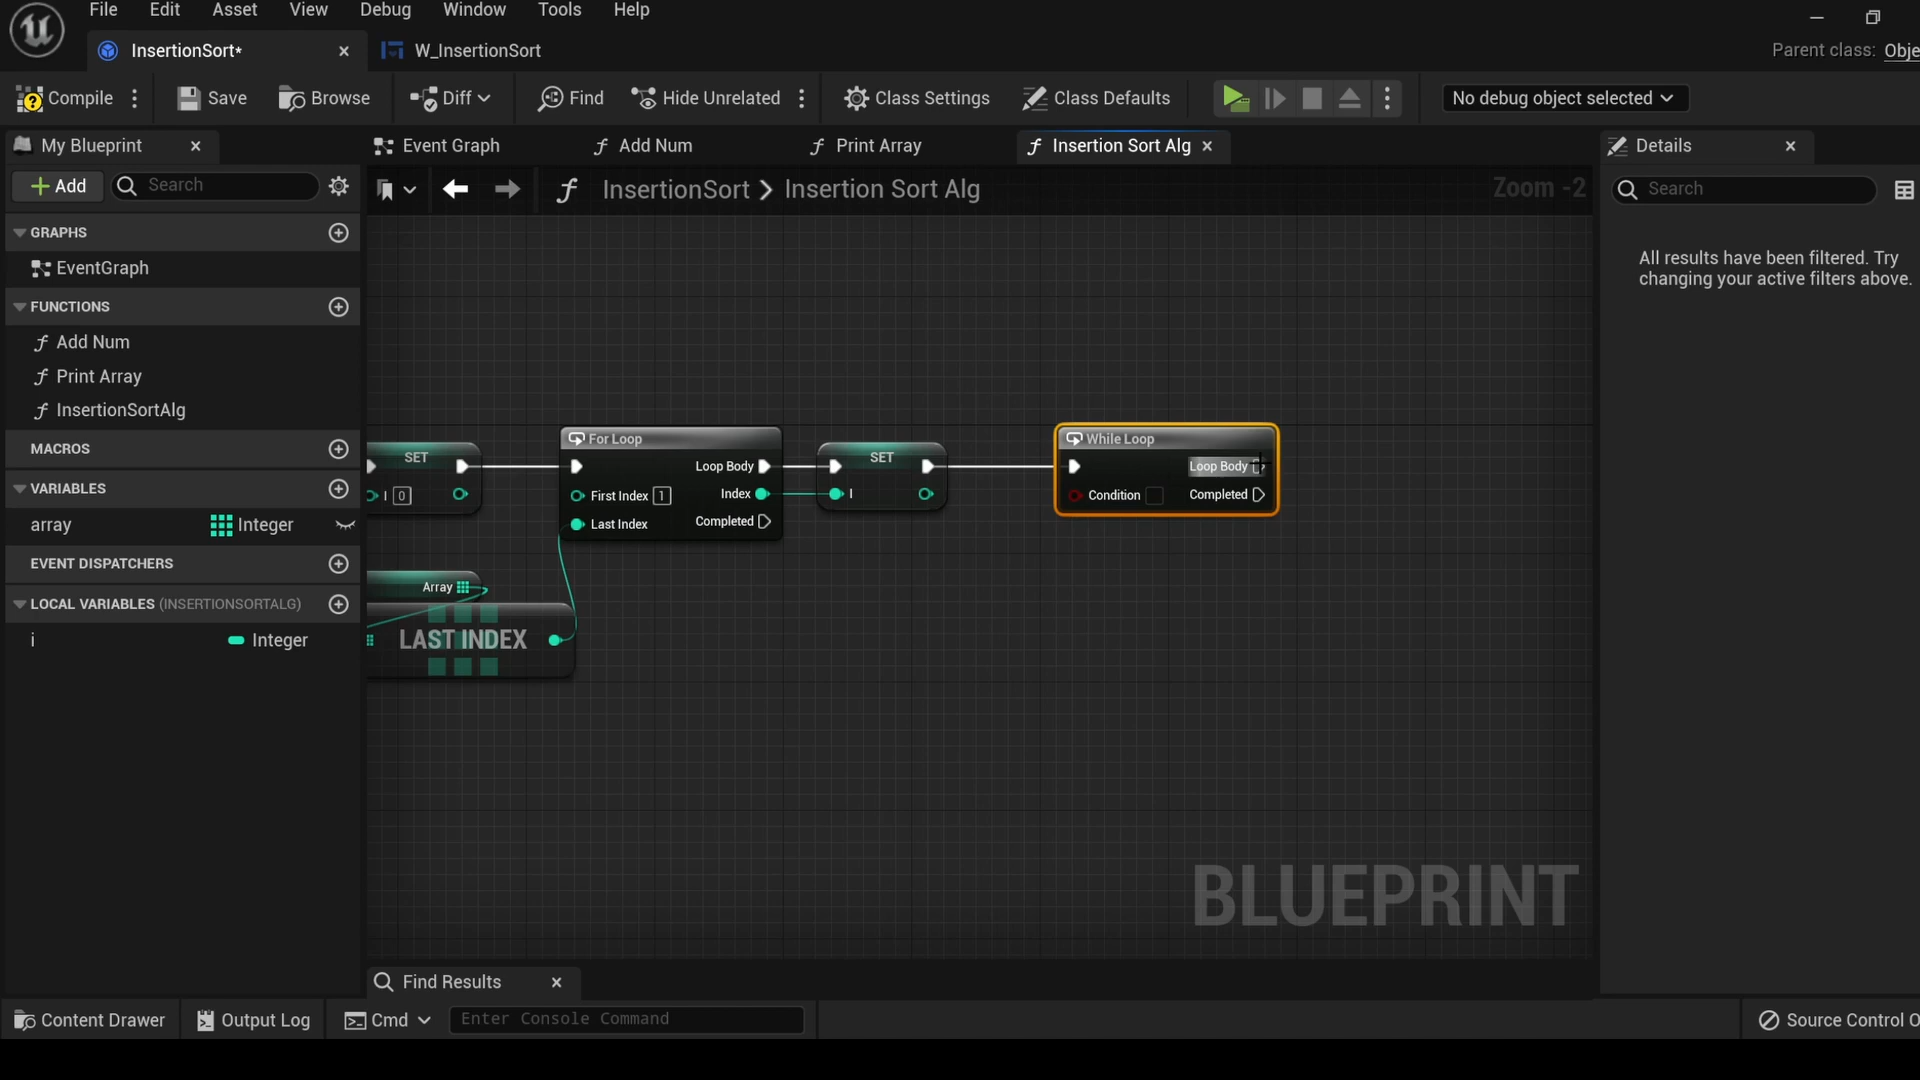 File Edit Asset View Debug Window Tools Help
InsertionSort*
W_InsertionSort
Parent class: Obje
Compile
Save
Browse
Diff
Find
Hide Unrelated
Class Settings
Class Defaults
No debug object selected
My Blueprint
Event Graph
Add Num
Print Array
Insertion Sort Alg
Details
Add
Search
InsertionSort > Insertion Sort Alg
Zoom -2
Search
GRAPHS
EventGraph
FUNCTIONS
Add Num
Print Array
InsertionSortAlg
MACROS
VARIABLES
array Integer
EVENT DISPATCHERS
LOCAL VARIABLES (INSERTIONSORTALG)
i Integer
All results have been filtered. Try
changing your active filters above.
SET
I 0
For Loop
Loop Body
First Index 1
Index
Last Index
Completed
SET
I
While Loop
Loop Body
Condition
Completed
Array
LAST INDEX
BLUEPRINT
Find Results
Content Drawer
Output Log
Cmd
Enter Console Command
Source Control O